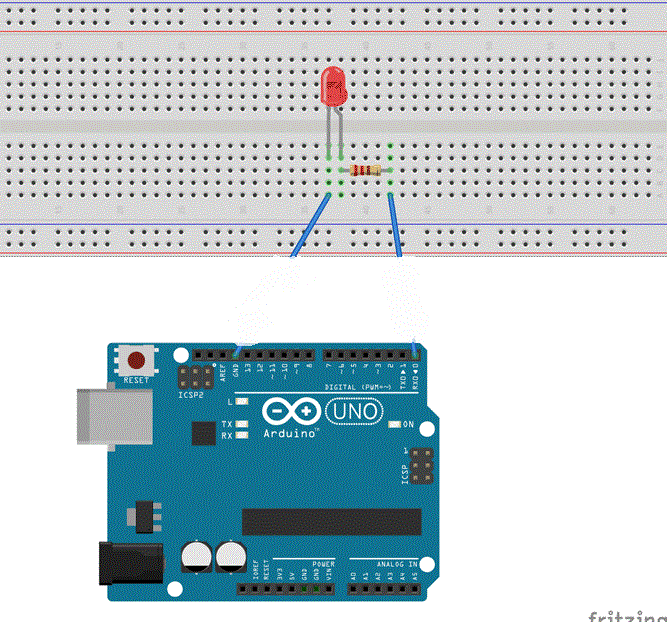 RESET
ICSP2
AREF
GND
13
12
~11
~10
~9
8
7
~6
~5
4
~3
2
TXD▶1
RXD◀0
DIGITAL (PWM=~)
L
TX
RX
UNO
Arduino™
ON
1
ICSP
POWER
ANALOG IN
IOREF
RESET
3V3
5V
GND
GND
VIN
A0
A1
A2
A3
A4
A5
fritzing